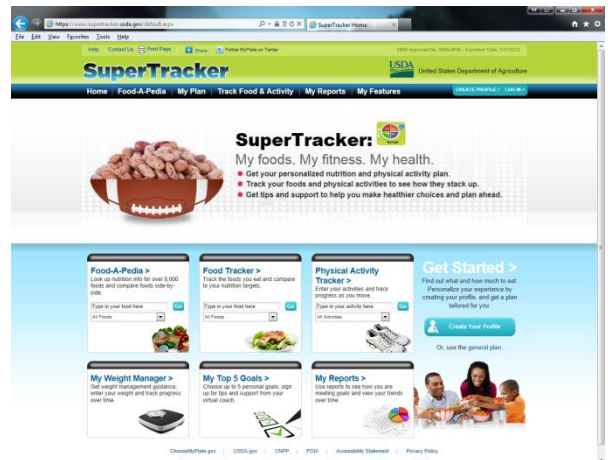 https://www.supertracker.usda.gov/default.aspx
SuperTracker Home
File Edit View Favorites Tools Help
Help Contact Us Print Page Share Follow MyPlate on Twitter
SuperTracker
USDA United States Department of Agriculture
Home Food-A-Pedia My Plan Track Food & Activity My Reports My Features
CREATE PROFILE > LOG IN >
SuperTracker:
My foods. My fitness. My health.
Get your personalized nutrition and physical activity plan.
Track your foods and physical activities to see how they stack up.
Get tips and support to help you make healthier choices and plan ahead.
Food-A-Pedia >
Look up nutrition info for over 8,000
foods and compare foods side-by-
side.
Type in your food here Go
All Foods
Food Tracker >
Track the foods you eat and compare
to your nutrition targets.
Type in your food here Go
All Foods
Physical Activity
Tracker >
Enter your activities and track
progress as you move.
Type in your activity here Go
All Activities
Get Started >
Find out what and how much to eat.
Personalize your experience by
creating your profile, and get a plan
tailored for you.
Create Your Profile
Or, use the general plan.
My Weight Manager >
Get weight management guidance;
enter your weight and track progress
over time.
My Top 5 Goals >
Choose up to 5 personal goals; sign
up for tips and support from your
virtual coach.
My Reports >
Use reports to see how you are
meeting goals and view your trends
over time.
ChooseMyPlate.gov USDA.gov CNPP FOIA Accessibility Statement Privacy Policy